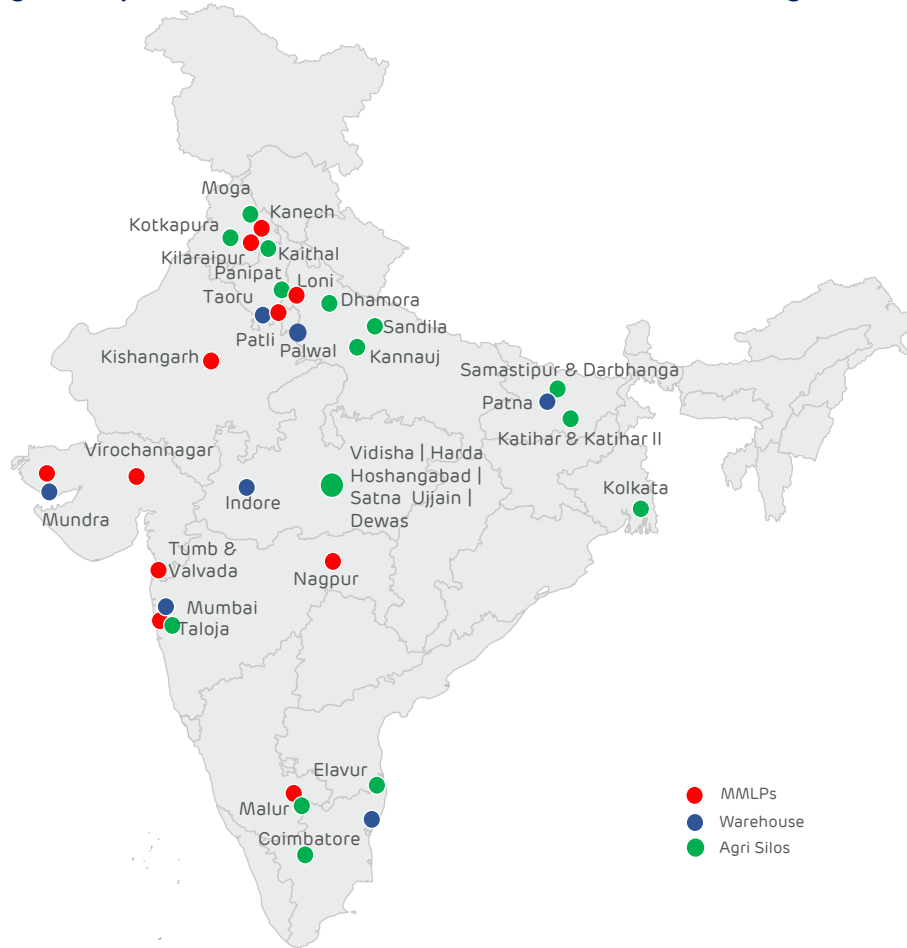 Moga
Kanech
Kotkapura
Kilaraipur
Kaithal
Panipat
Loni
Taoru
Dhamora
Sandila
Patli
Palwal
Kannauj
Kishangarh
Samastipur & Darbhanga
Patna
Katihar & Katihar II
Virochannagar
Vidisha | Harda
Hoshangabad |
Satna Ujjain |
Dewas
Indore
Kolkata
Mundra
Tumb &
Valvada
Nagpur
Mumbai
Taloja
Elavur
Malur
Coimbatore
MMLPs
Warehouse
Agri Silos